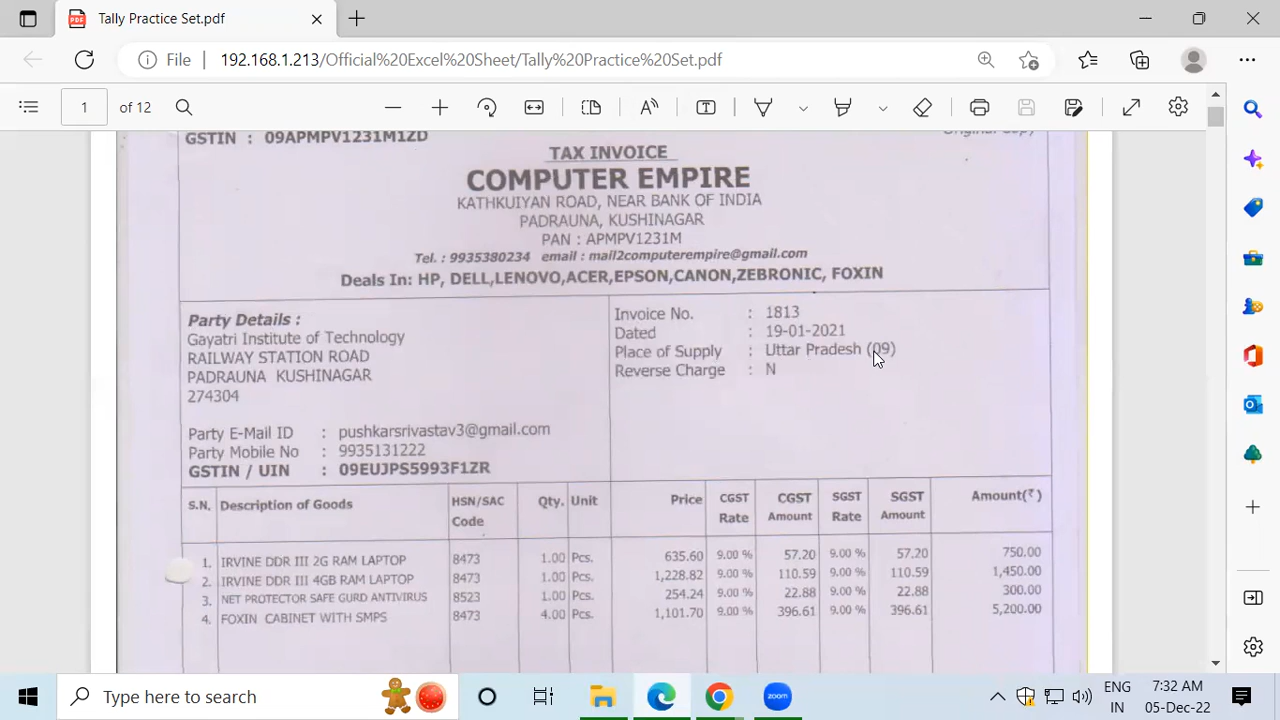 Tally Practice Set.pdf
File 192.168.1.213/Official%20Excel%20Sheet/Tally%20Practice%20Set.pdf
1 of 12
GSTIN : 09APMPV1231M1ZD
Original Copy
TAX INVOICE
COMPUTER EMPIRE
KATHKUIYAN ROAD, NEAR BANK OF INDIA
PADRAUNA, KUSHINAGAR
PAN : APMPV1231M
Tel. : 9935380234 email : mail2computerempire@gmail.com
Deals In: HP, DELL,LENOVO,ACER,EPSON,CANON,ZEBRONIC, FOXIN
Party Details :
Gayatri Institute of Technology
RAILWAY STATION ROAD
PADRAUNA KUSHINAGAR
274304
Party E-Mail ID : pushkarsrivastav3@gmail.com
Party Mobile No : 9935131222
GSTIN / UIN : 09EUJPS5993F1ZR
Invoice No. : 1813
Dated : 19-01-2021
Place of Supply : Uttar Pradesh (09)
Reverse Charge : N
S.N. Description of Goods HSN/SAC Code Qty. Unit Price CGST Rate CGST Amount SGST Rate SGST Amount Amount(₹)
1. IRVINE DDR III 2G RAM LAPTOP 8473 1.00 Pcs. 635.60 9.00 % 57.20 9.00 % 57.20 750.00
2. IRVINE DDR III 4GB RAM LAPTOP 8473 1.00 Pcs. 1,228.82 9.00 % 110.59 9.00 % 110.59 1,450.00
3. NET PROTECTOR SAFE GURD ANTIVIRUS 8523 1.00 Pcs. 254.24 9.00 % 22.88 9.00 % 22.88 300.00
4. FOXIN CABINET WITH SMPS 8473 4.00 Pcs. 1,101.70 9.00 % 396.61 9.00 % 396.61 5,200.00
Type here to search
zoom
ENG
IN
7:32 AM
05-Dec-22